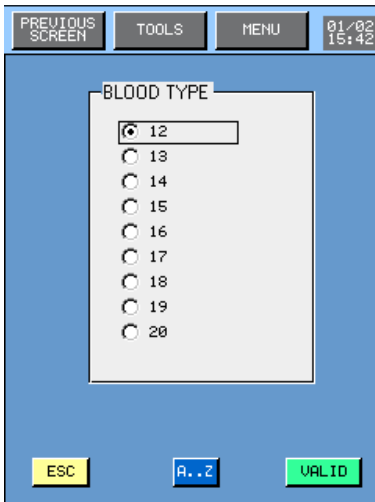 PREVIOUS SCREEN
TOOLS
MENU
01/02
15:42
BLOOD TYPE
12
13
14
15
16
17
18
19
20
ESC
A..Z
VALID